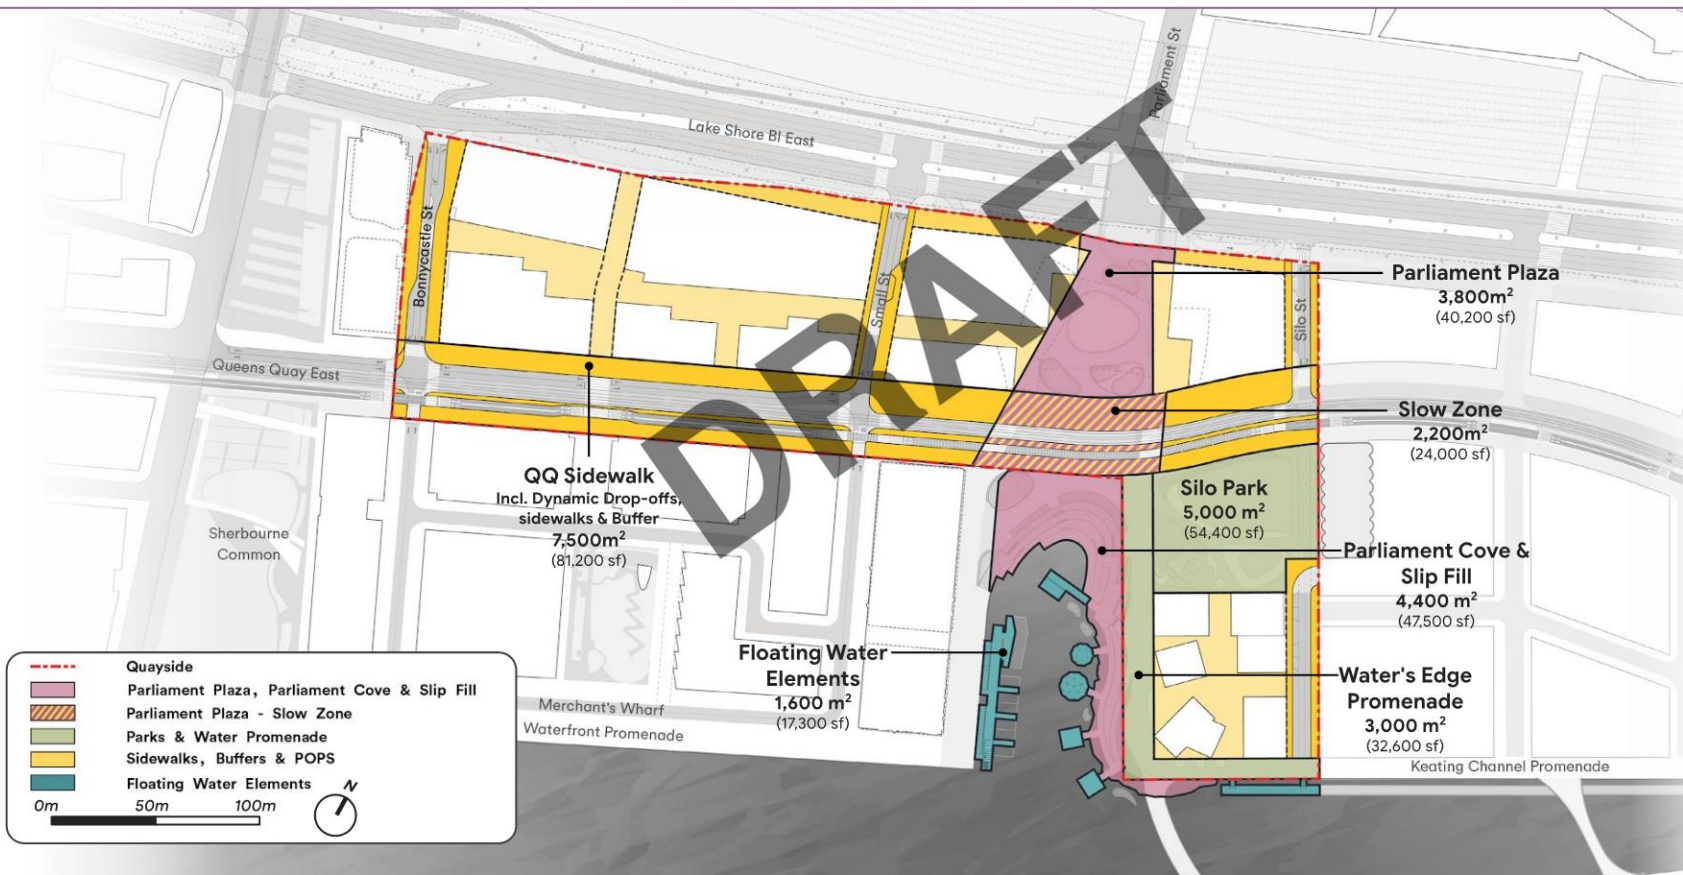 Parliament St
Lake Shore Bl East
Bonnycastle St
Small St
Silo St
Queens Quay East
DRAFT
Parliament Plaza
3,800m²
(40,200 sf)
Slow Zone
2,200m²
(24,000 sf)
QQ Sidewalk
Incl. Dynamic Drop-offs,
sidewalks & Buffer
7,500m²
(81,200 sf)
Silo Park
5,000 m²
(54,400 sf)
Sherbourne
Common
Parliament Cove &
Slip Fill
4,400 m²
(47,500 sf)
Floating Water
Elements
1,600 m²
(17,300 sf)
Water's Edge
Promenade
3,000 m²
(32,600 sf)
Merchant's Wharf
Waterfront Promenade
Keating Channel Promenade
Quayside
Parliament Plaza, Parliament Cove & Slip Fill
Parliament Plaza - Slow Zone
Parks & Water Promenade
Sidewalks, Buffers & POPS
Floating Water Elements
0m 50m 100m
N